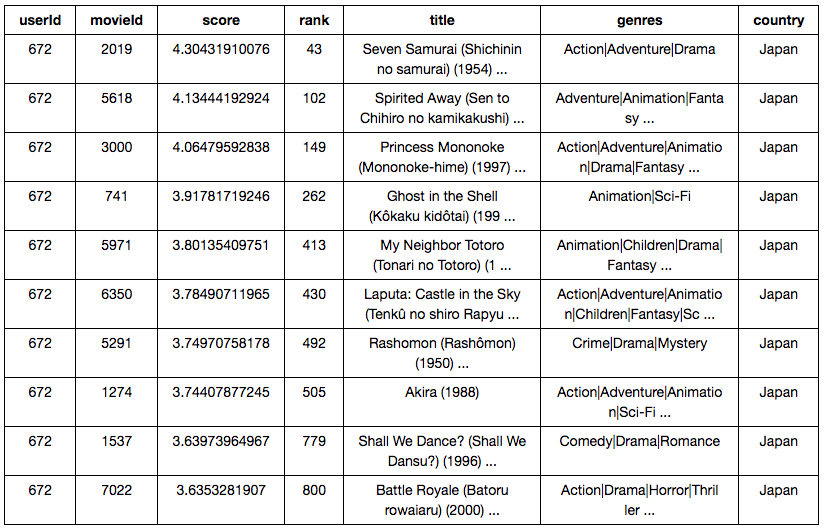 userId movieId score rank title genres country
672 2019 4.30431910076 43 Seven Samurai (Shichinin Action|Adventure|Drama Japan
no samurai) (1954) ...
672 5618 4.13444192924 102 Spirited Away (Sen to Adventure|Animation|Fanta Japan
Chihiro no kamikakushi) ... sy ...
672 3000 4.06479592838 149 Princess Mononoke Action|Adventure|Animatio Japan
(Mononoke-hime) (1997) ... n|Drama|Fantasy ...
672 741 3.91781719246 262 Ghost in the Shell Animation|Sci-Fi Japan
(Kôkaku kidôtai) (199 ...
672 5971 3.80135409751 413 My Neighbor Totoro Animation|Children|Drama| Japan
(Tonari no Totoro) (1 ... Fantasy ...
672 6350 3.78490711965 430 Laputa: Castle in the Sky Action|Adventure|Animatio Japan
(Tenkû no shiro Rapyu ... n|Children|Fantasy|Sc ...
672 5291 3.74970758178 492 Rashomon (Rashômon) Crime|Drama|Mystery Japan
(1950) ...
672 1274 3.74407877245 505 Akira (1988) Action|Adventure|Animatio Japan
n|Sci-Fi ...
672 1537 3.63973964967 779 Shall We Dance? (Shall We Comedy|Drama|Romance Japan
Dansu?) (1996) ...
672 7022 3.6353281907 800 Battle Royale (Batoru Action|Drama|Horror|Thril Japan
rowaiaru) (2000) ... ler ...